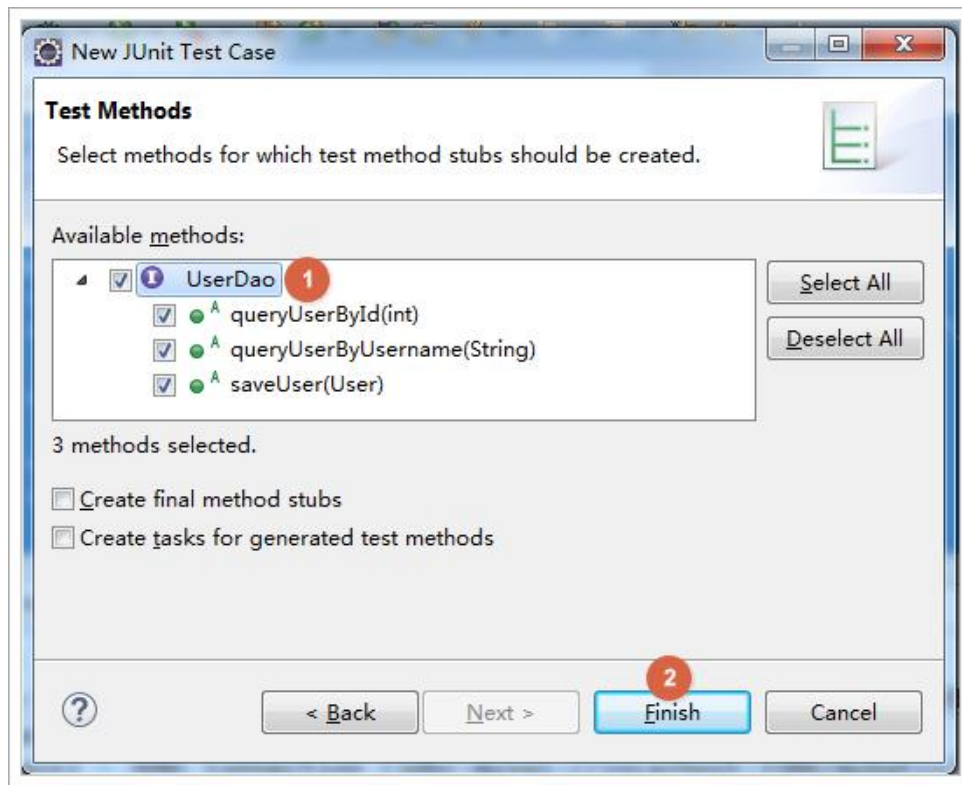 New JUnit Test Case
Test Methods
Select methods for which test method stubs should be created.
Available methods:
I UserDao 1
A queryUserById(int)
A queryUserByUsername(String)
A saveUser(User)
Select All
Deselect All
3 methods selected.
Create final method stubs
Create tasks for generated test methods
2
? < Back Next > Finish Cancel